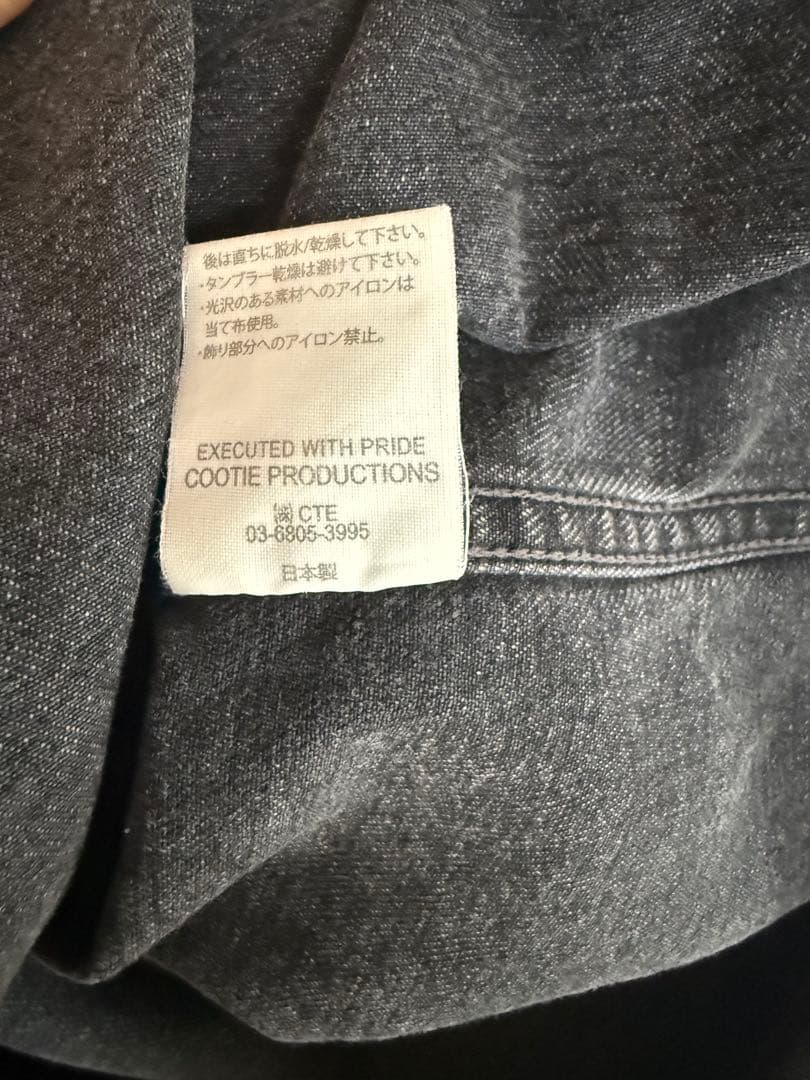 後は直ちに脱水/乾燥して下さい。
・タンブラー乾燥は避けて下さい。
・光沢のある素材へのアイロンは
当て布使用。
・飾り部分へのアイロン禁止。
EXECUTED WITH PRIDE
COOTIE PRODUCTIONS
㈱ CTE
03-6805-3995
日本製